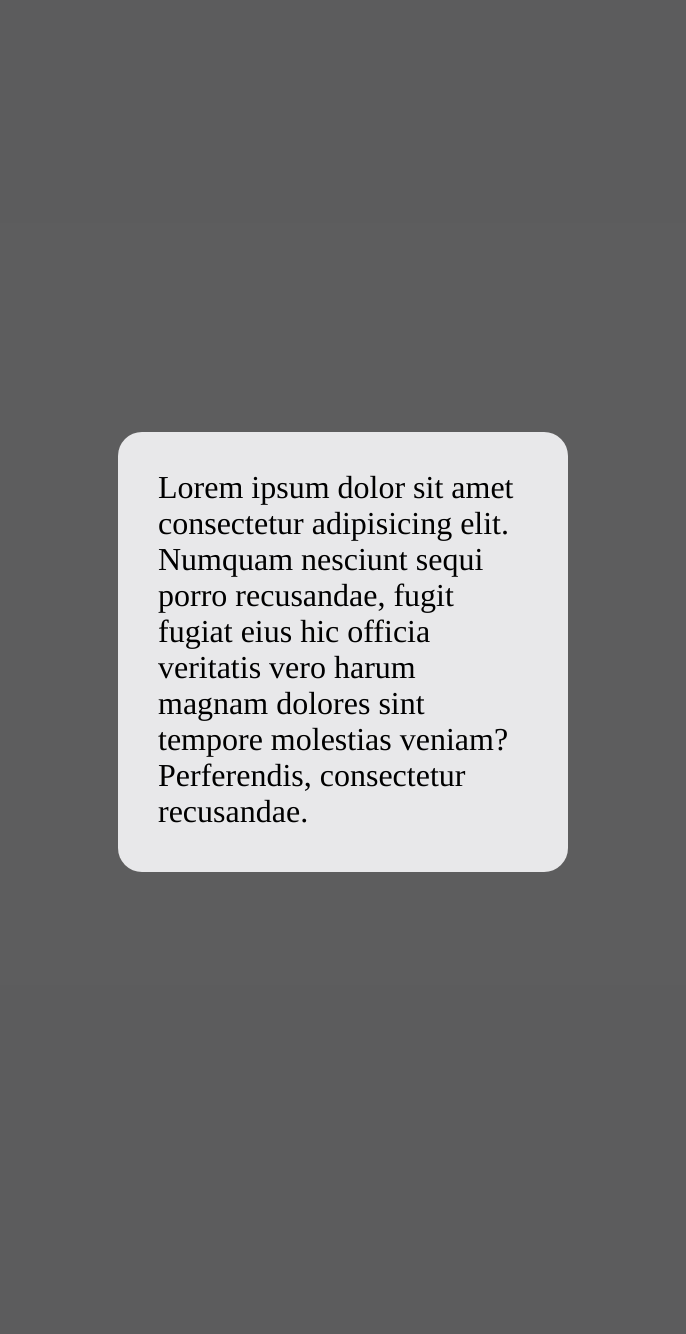 Lorem ipsum dolor sit amet
consectetur adipisicing elit.
Numquam nesciunt sequi
porro recusandae, fugit
fugiat eius hic officia
veritatis vero harum
magnam dolores sint
tempore molestias veniam?
Perferendis, consectetur
recusandae.